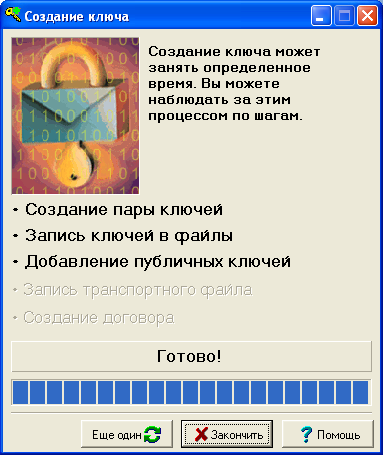 Создание ключа
Создание ключа может
занять определенное
время. Вы можете
наблюдать за этим
процессом по шагам.
• Создание пары ключей
• Запись ключей в файлы
• Добавление публичных ключей
• Запись транспортного файла
• Создание договора
Готово!
Еще один
Закончить
Помощь